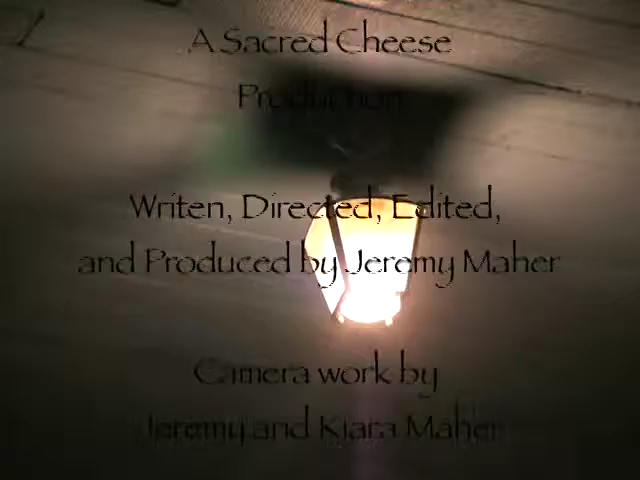 A Sacred Cheese
Production
Writen, Directed, Edited,
and Produced by Jeremy Maher
Camera work by
Jeremy and Kiara Maher